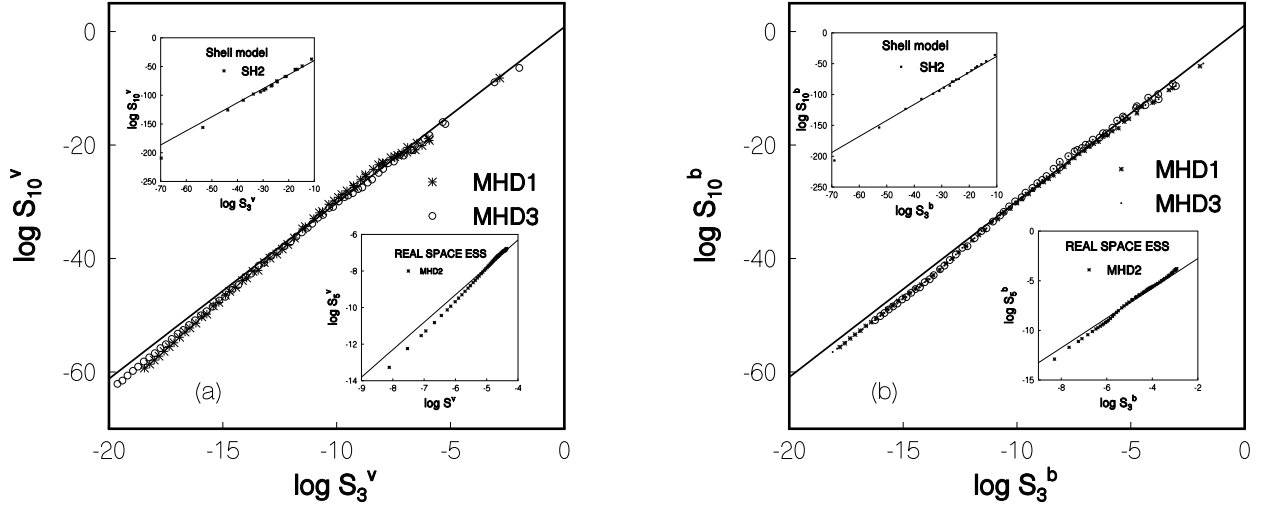 0
-20
-40
-60
log S₁₀ᵛ
-20
-15
-10
-5
0
log S₃ᵛ
(a)
MHD1
MHD3
Shell model
SH2
0
-50
-100
-150
-200
-250
log S₁₀ᵛ
-70
-60
-50
-40
-30
-20
-10
log S₃ᵛ
REAL SPACE ESS
MHD2
-6
-8
-10
-12
-14
log S₅ᵛ
-9
-8
-7
-6
-5
-4
log Sᵛ
0
-20
-40
-60
log S₁₀ᵇ
-20
-15
-10
-5
0
log S₃ᵇ
(b)
MHD1
MHD3
Shell model
SH2
0
-50
-100
-150
-200
-250
log S₁₀ᵇ
-70
-60
-50
-40
-30
-20
-10
log S₃ᵇ
REAL SPACE ESS
MHD2
0
-5
-10
-15
log S₅ᵇ
-8
-6
-4
-2
log S₃ᵇ